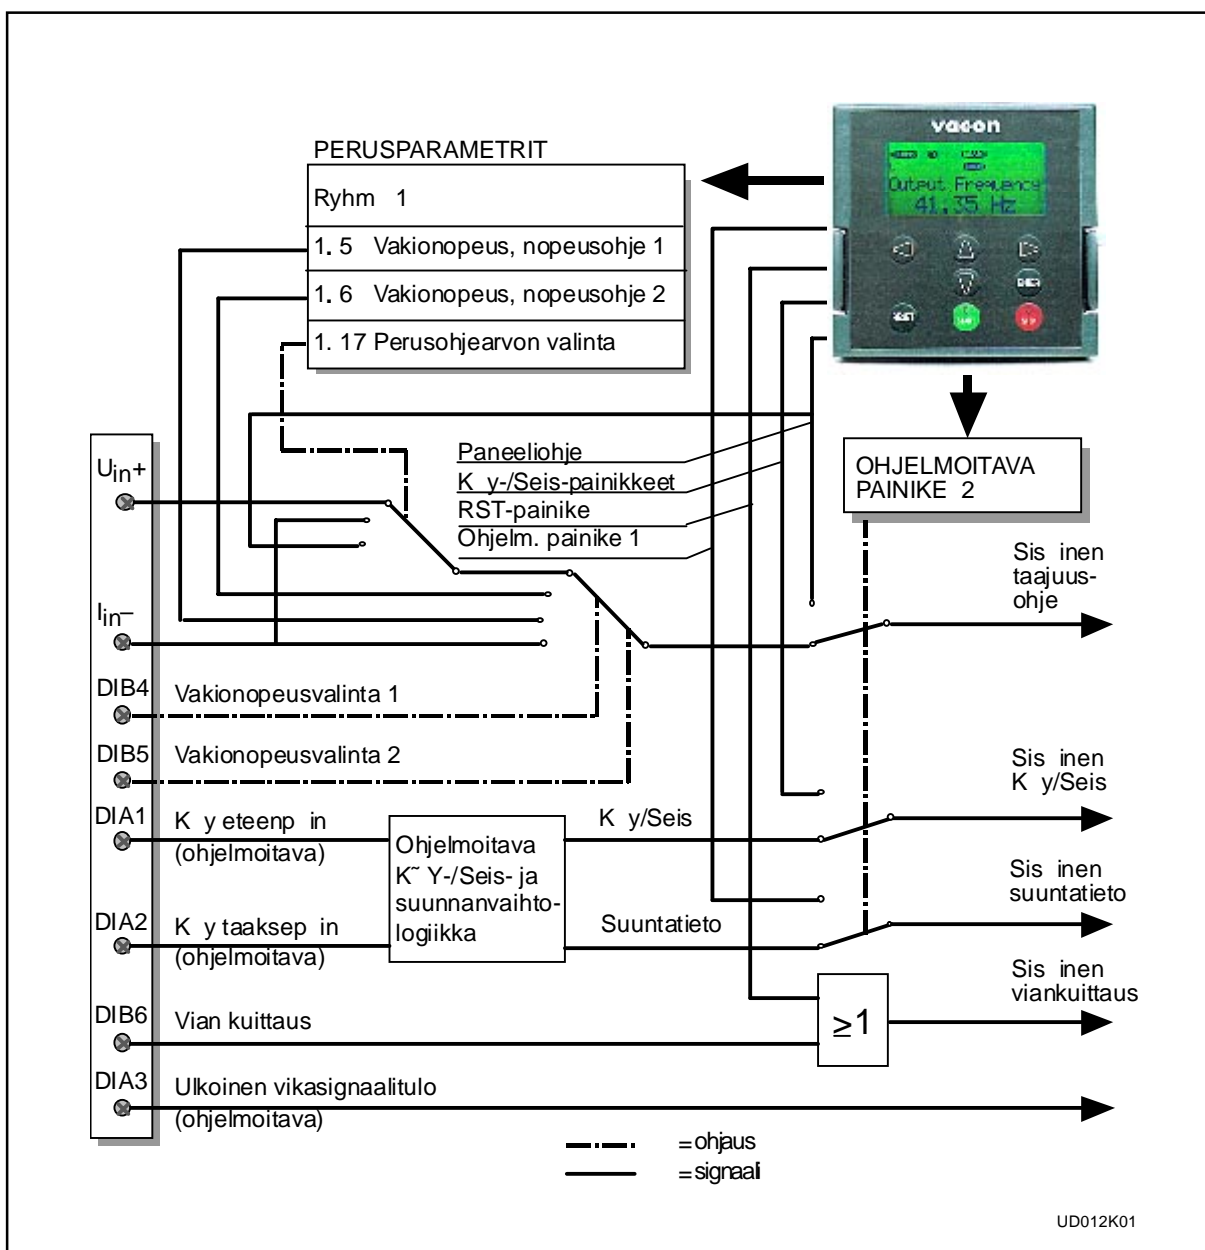 vacon
Output Frequence
41.35 Hz
RESET
PERUSPARAMETRIT
Ryhm 1
1. 5 Vakionopeus, nopeusohje 1
1. 6 Vakionopeus, nopeusohje 2
1. 17 Perusohjearvon valinta
Paneeliohje
K y-/Seis-painikkeet
RST-painike
Ohjelm. painike 1
OHJELMOITAVA
PAINIKE 2
Uin+
Iin–
DIB4
Vakionopeusvalinta 1
DIB5
Vakionopeusvalinta 2
DIA1
K y eteenp in
(ohjelmoitava)
DIA2
K y taaksep in
(ohjelmoitava)
Ohjelmoitava
K˜ Y-/Seis- ja
suunnanvaihto-
logiikka
K y/Seis
Suuntatieto
DIB6
Vian kuittaus
≥1
DIA3
Ulkoinen vikasignaalitulo
(ohjelmoitava)
Sis inen
taajuus-
ohje
Sis inen
K y/Seis
Sis inen
suuntatieto
Sis inen
viankuittaus
=ohjaus
=signaali
UD012K01